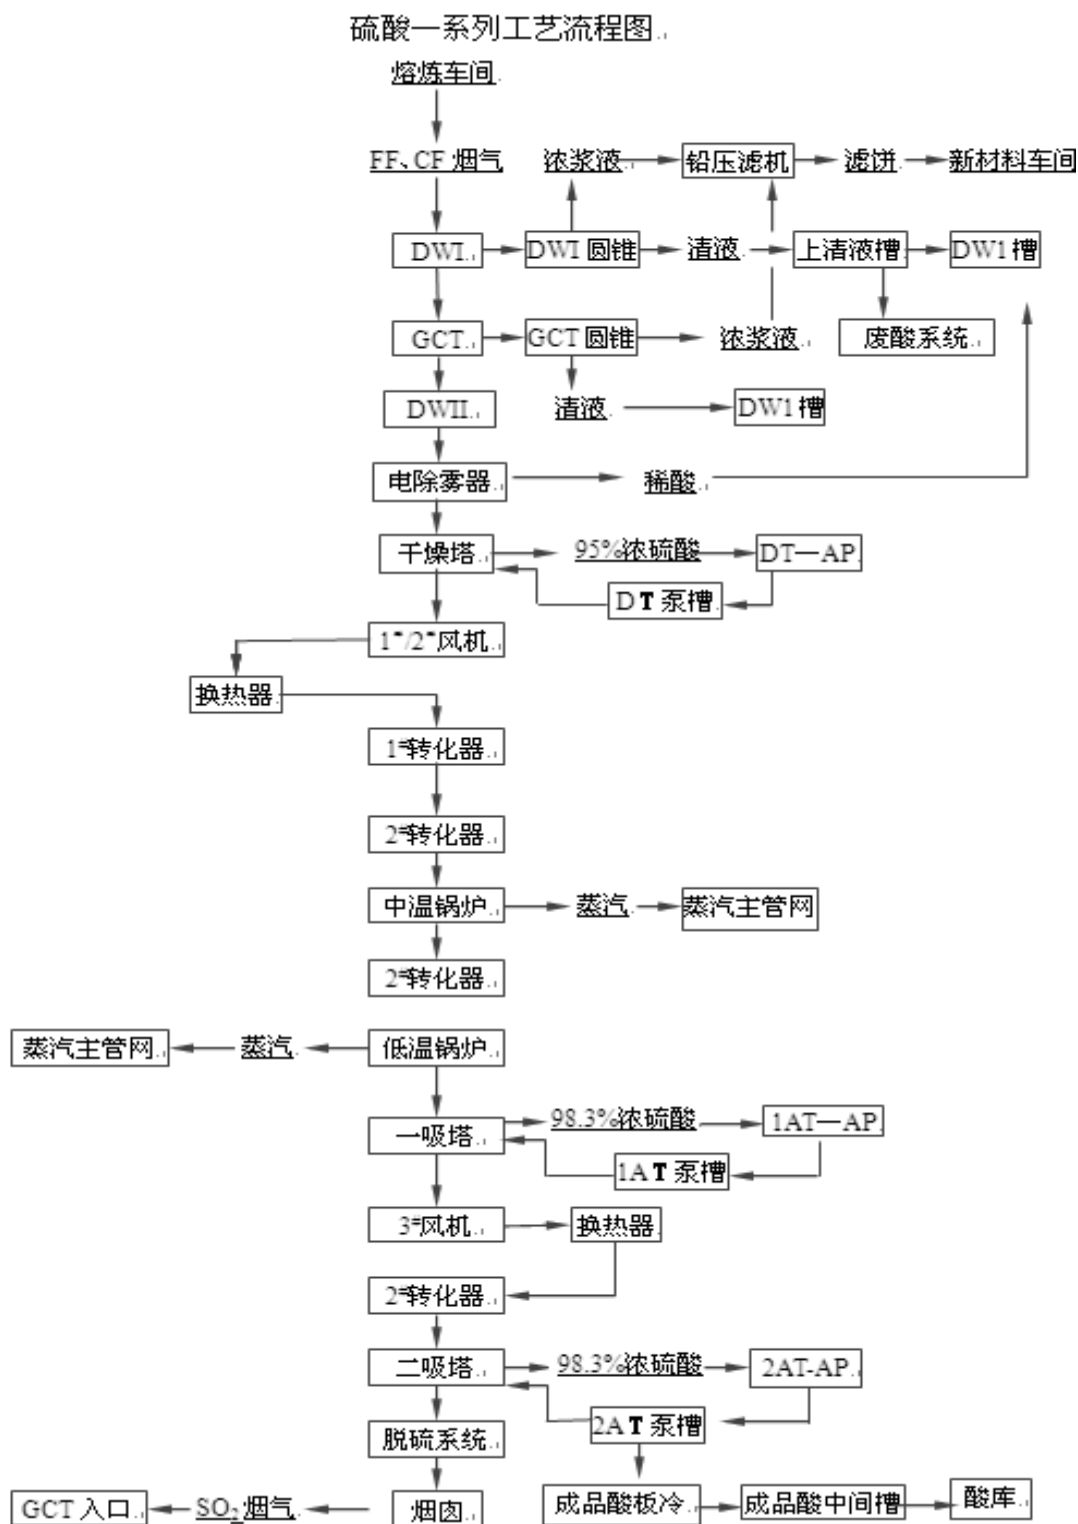 硫酸一系列工艺流程图
熔炼车间
FF、CF 烟气 浓浆液 铅压滤机 滤饼 新材料车间
DWI DWI 圆锥 清液 上清液槽 DW1 槽
GCT GCT 圆锥 浓浆液 废酸系统
DWII 清液 DW1 槽
电除雾器 稀酸
干燥塔 95%浓硫酸 DT—AP
DT 泵槽
1#/2#风机
换热器
1#转化器
2#转化器
中温锅炉 蒸汽 蒸汽主管网
2#转化器
蒸汽主管网 蒸汽 低温锅炉
一吸塔 98.3%浓硫酸 1AT—AP
1AT 泵槽
3#风机 换热器
2#转化器
二吸塔 98.3%浓硫酸 2AT-AP
脱硫系统 2AT 泵槽
GCT 入口 SO₂烟气 烟囱 成品酸板冷 成品酸中间槽 酸库